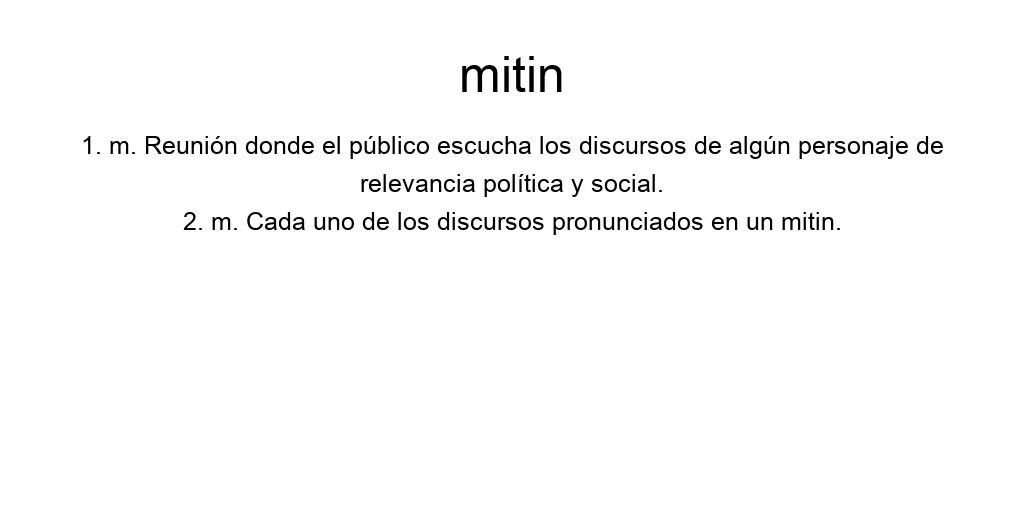 mitin
1. m. Reunión donde el público escucha los discursos de algún personaje de
relevancia política y social.
2. m. Cada uno de los discursos pronunciados en un mitin.